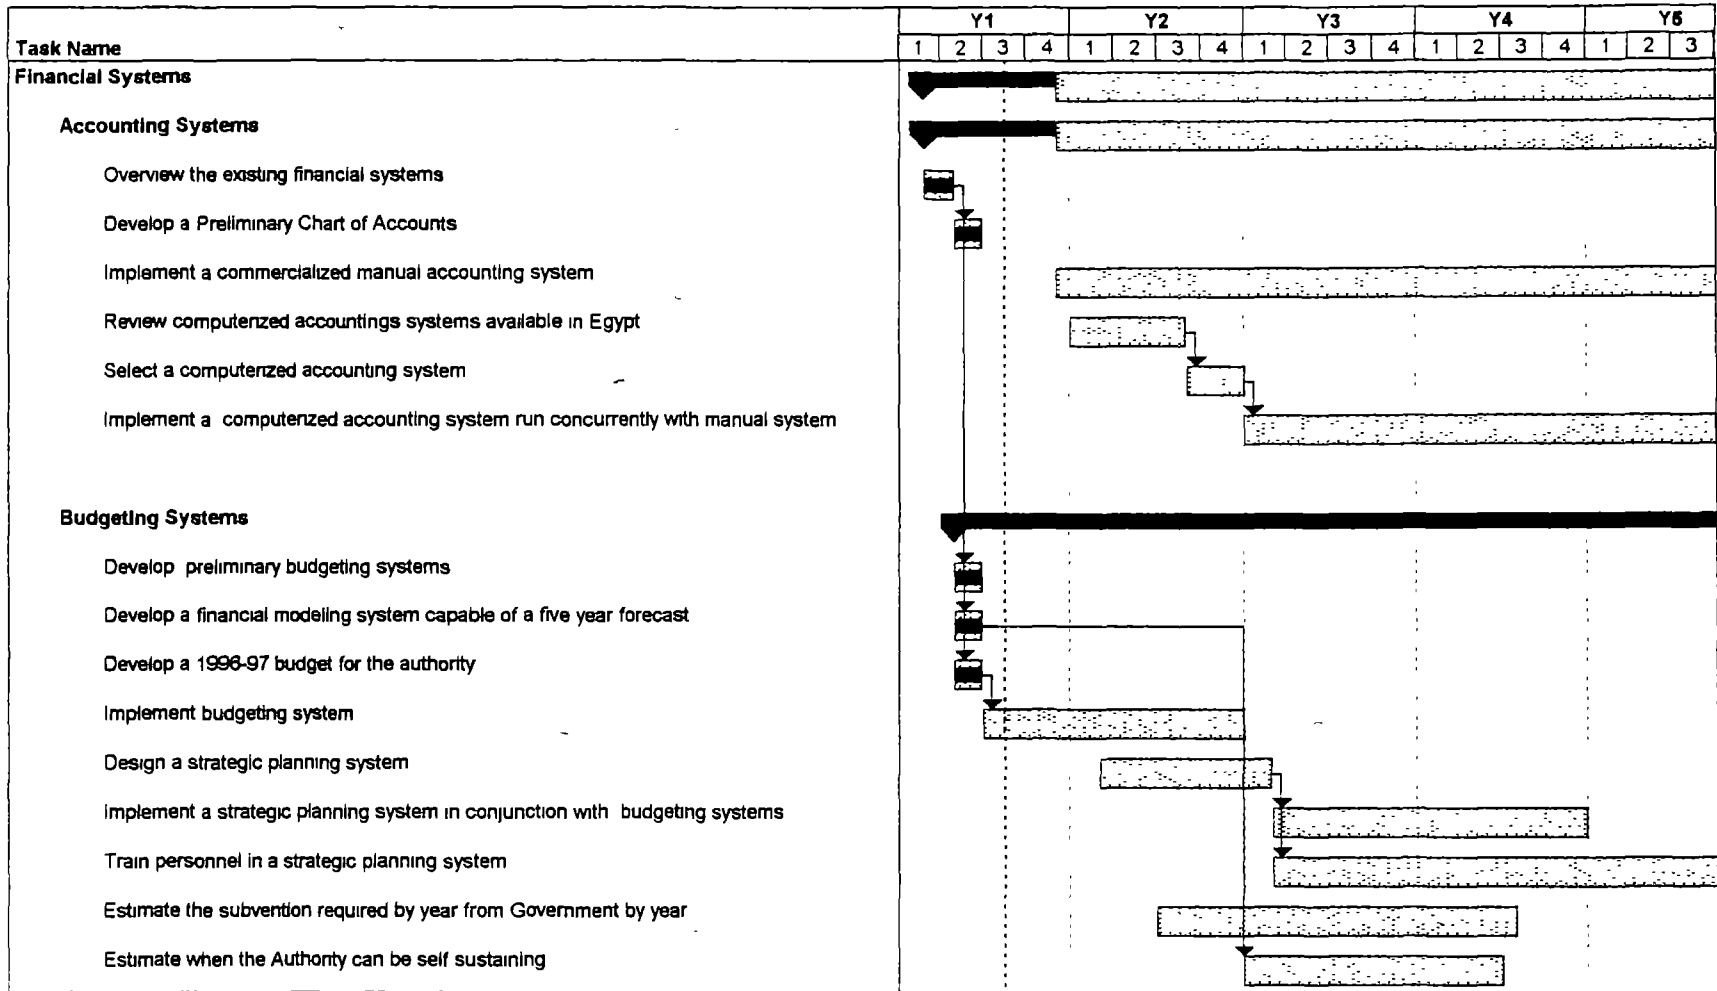 Y1 Y2 Y3 Y4 Y5
Task Name 1 2 3 4 1 2 3 4 1 2 3 4 1 2 3 4 1 2 3
Financial Systems
Accounting Systems
Overview the existing financial systems
Develop a Preliminary Chart of Accounts
Implement a commercialized manual accounting system
Review computerized accountings systems available in Egypt
Select a computerized accounting system
Implement a computerized accounting system run concurrently with manual system
Budgeting Systems
Develop preliminary budgeting systems
Develop a financial modeling system capable of a five year forecast
Develop a 1996-97 budget for the authority
Implement budgeting system
Design a strategic planning system
Implement a strategic planning system in conjunction with budgeting systems
Train personnel in a strategic planning system
Estimate the subvention required by year from Government by year
Estimate when the Authority can be self sustaining